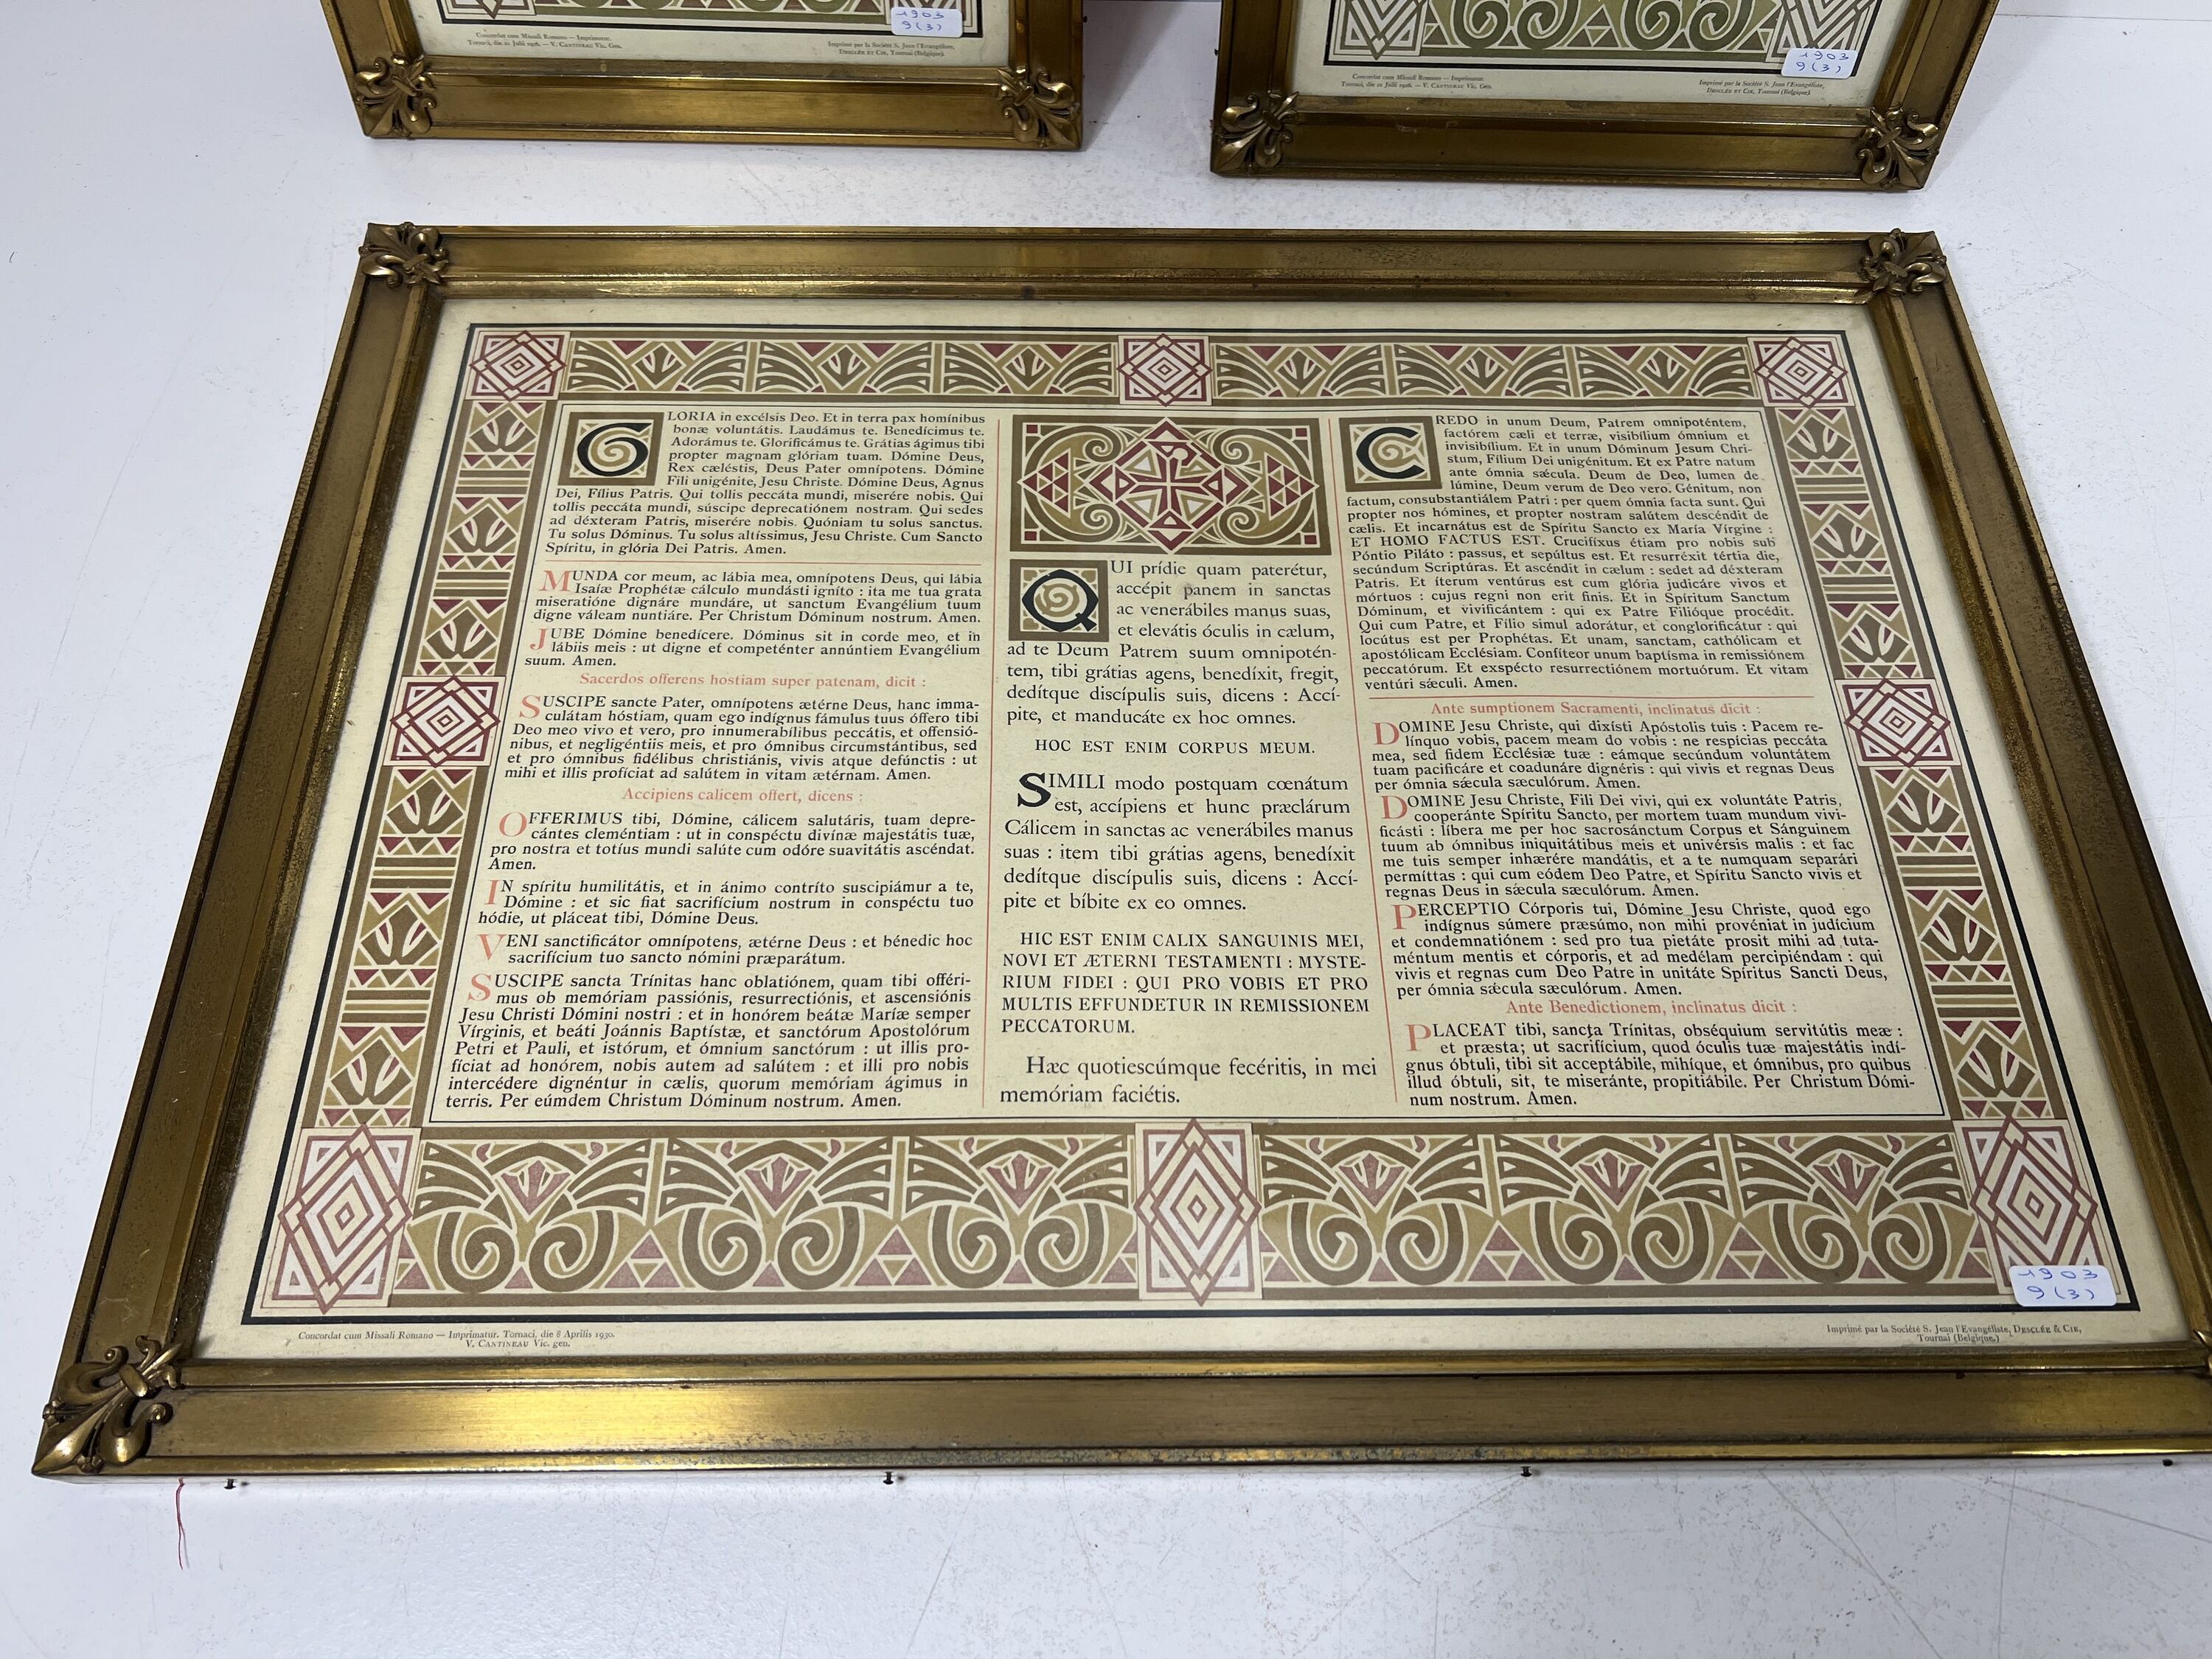 1903
9(3)
Concordat cum Missali Romano — Imprimatur.
Tornaci, die 21 Julii 1926. — V. CANTINEAU Vic. Gen.
Imprimé par la Société S. Jean l'Evangéliste,
DESCLÉE ET CIE, Tournai (Belgique).
1903
9(3)
Concordat cum Missali Romano — Imprimatur.
Tornaci, die 21 Julii 1926. — V. CANTINEAU Vic. Gen.
Imprimé par la Société S. Jean l'Evangéliste,
DESCLÉE ET CIE, Tournai (Belgique).
GLORIA in excélsis Deo. Et in terra pax homínibus
bonæ voluntátis. Laudámus te. Benedícimus te.
Adorámus te. Glorificámus te. Grátias ágimus tibi
propter magnam glóriam tuam. Dómine Deus,
Rex cæléstis, Deus Pater omnípotens. Dómine
Fili unigénite, Jesu Christe. Dómine Deus, Agnus
Dei, Fílius Patris. Qui tollis peccáta mundi, miserére nobis. Qui
tollis peccáta mundi, súscipe deprecatiónem nostram. Qui sedes
ad déxteram Patris, miserére nobis. Quóniam tu solus sanctus.
Tu solus Dóminus. Tu solus altíssimus, Jesu Christe. Cum Sancto
Spíritu, in glória Dei Patris. Amen.
MUNDA cor meum, ac lábia mea, omnípotens Deus, qui lábia
Isaíæ Prophétæ cálculo mundásti igníto : ita me tua grata
miseratióne dignáre mundáre, ut sanctum Evangélium tuum
digne váleam nuntiáre. Per Christum Dóminum nostrum. Amen.
JUBE Dómine benedícere. Dóminus sit in corde meo, et in
lábiis meis : ut digne et competénter annúntiem Evangélium
suum. Amen.
Sacerdos offerens hostiam super patenam, dicit :
SUSCIPE sancte Pater, omnípotens ætérne Deus, hanc imma-
culátam hóstiam, quam ego indígnus fámulus tuus óffero tibi
Deo meo vivo et vero, pro innumerabílibus peccátis, et offensió-
nibus, et negligéntiis meis, et pro ómnibus circumstántibus, sed
et pro ómnibus fidélibus christiánis, vivis atque defúnctis : ut
mihi et illis profíciat ad salútem in vitam ætérnam. Amen.
Accipiens calicem offert, dicens :
OFFERIMUS tibi, Dómine, cálicem salutáris, tuam depre-
cántes cleméntiam : ut in conspéctu divínæ majestátis tuæ,
pro nostra et totíus mundi salúte cum odóre suavitátis ascéndat.
Amen.
IN spíritu humilitátis, et in ánimo contríto suscipiámur a te,
Dómine : et sic fiat sacrifícium nostrum in conspéctu tuo
hódie, ut pláceat tibi, Dómine Deus.
VENI sanctificátor omnípotens, ætérne Deus : et bénedic hoc
sacrifícium tuo sancto nómini præparátum.
SUSCIPE sancta Trínitas hanc oblatiónem, quam tibi offéri-
mus ob memóriam passiónis, resurrectiónis, et ascensiónis
Jesu Christi Dómini nostri : et in honórem beátæ Maríæ semper
Vírginis, et beáti Joánnis Baptístæ, et sanctórum Apostolórum
Petri et Pauli, et istórum, et ómnium sanctórum : ut illis pro-
fíciat ad honórem, nobis autem ad salútem : et illi pro nobis
intercédere dignéntur in cælis, quorum memóriam ágimus in
terris. Per eúmdem Christum Dóminum nostrum. Amen.
QUI prídie quam paterétur,
accépit panem in sanctas
ac venerábiles manus suas,
et elevátis óculis in cælum,
ad te Deum Patrem suum omnipotén-
tem, tibi grátias agens, benedíxit, fregit,
dedítque discípulis suis, dicens : Accí-
pite, et manducáte ex hoc omnes.
HOC EST ENIM CORPUS MEUM.
SIMILI modo postquam cœnátum
est, accípiens et hunc præclárum
Cálicem in sanctas ac venerábiles manus
suas : item tibi grátias agens, benedíxit
dedítque discípulis suis, dicens : Accí-
pite et bíbite ex eo omnes.
HIC EST ENIM CALIX SANGUINIS MEI,
NOVI ET ÆTERNI TESTAMENTI : MYSTE-
RIUM FIDEI : QUI PRO VOBIS ET PRO
MULTIS EFFUNDETUR IN REMISSIONEM
PECCATORUM.
Hæc quotiescúmque fecéritis, in mei
memóriam faciétis.
CREDO in unum Deum, Patrem omnipoténtem,
factórem cæli et terræ, visibílium ómnium et
invisibílium. Et in unum Dóminum Jesum Chri-
stum, Fílium Dei unigénitum. Et ex Patre natum
ante ómnia sǽcula. Deum de Deo, lumen de
lúmine, Deum verum de Deo vero. Génitum, non
factum, consubstantiálem Patri : per quem ómnia facta sunt. Qui
propter nos hómines, et propter nostram salútem descéndit de
cælis. Et incarnátus est de Spíritu Sancto ex María Vírgine :
ET HOMO FACTUS EST. Crucifíxus étiam pro nobis sub
Póntio Piláto : passus, et sepúltus est. Et resurréxit tértia die,
secúndum Scriptúras. Et ascéndit in cælum : sedet ad déxteram
Patris. Et íterum ventúrus est cum glória judicáre vivos et
mórtuos : cujus regni non erit finis. Et in Spíritum Sanctum
Dóminum, et vivificántem : qui ex Patre Filióque procédit.
Qui cum Patre, et Fílio simul adorátur, et conglorificátur : qui
locútus est per Prophétas. Et unam, sanctam, cathólicam et
apostólicam Ecclésiam. Confíteor unum baptísma in remissiónem
peccatórum. Et exspécto resurrectiónem mortuórum. Et vitam
ventúri sǽculi. Amen.
Ante sumptionem Sacramenti, inclinatus dicit :
DOMINE Jesu Christe, qui dixísti Apóstolis tuis : Pacem re-
línquo vobis, pacem meam do vobis : ne respícias peccáta
mea, sed fidem Ecclésiæ tuæ : eámque secúndum voluntátem
tuam pacificáre et coadunáre dignéris : qui vivis et regnas Deus
per ómnia sǽcula sæculórum. Amen.
DOMINE Jesu Christe, Fili Dei vivi, qui ex voluntáte Patris,
cooperánte Spíritu Sancto, per mortem tuam mundum vivi-
ficásti : líbera me per hoc sacrosánctum Corpus et Sánguinem
tuum ab ómnibus iniquitátibus meis et univérsis malis : et fac
me tuis semper inhærére mandátis, et a te numquam separári
permíttas : qui cum eódem Deo Patre, et Spíritu Sancto vivis et
regnas Deus in sǽcula sæculórum. Amen.
PERCEPTIO Córporis tui, Dómine Jesu Christe, quod ego
indígnus súmere præsúmo, non mihi provéniat in judícium
et condemnatiónem : sed pro tua pietáte prosit mihi ad tuta-
méntum mentis et córporis, et ad medélam percipiéndam : qui
vivis et regnas cum Deo Patre in unitáte Spíritus Sancti Deus,
per ómnia sǽcula sæculórum. Amen.
Ante Benedictionem, inclinatus dicit :
PLACEAT tibi, sancta Trínitas, obséquium servitútis meæ :
et præsta; ut sacrifícium, quod óculis tuæ majestátis indí-
gnus óbtuli, tibi sit acceptábile, mihíque, et ómnibus, pro quibus
illud óbtuli, sit, te miseránte, propitiábile. Per Christum Dómi-
num nostrum. Amen.
1903
9(3)
Concordat cum Missali Romano — Imprimatur. Tornaci, die 8 Aprilis 1930.
V. CANTINEAU Vic. gen.
Imprimé par la Société S. Jean l'Evangéliste, DESCLÉE & CIE,
Tournai (Belgique.)